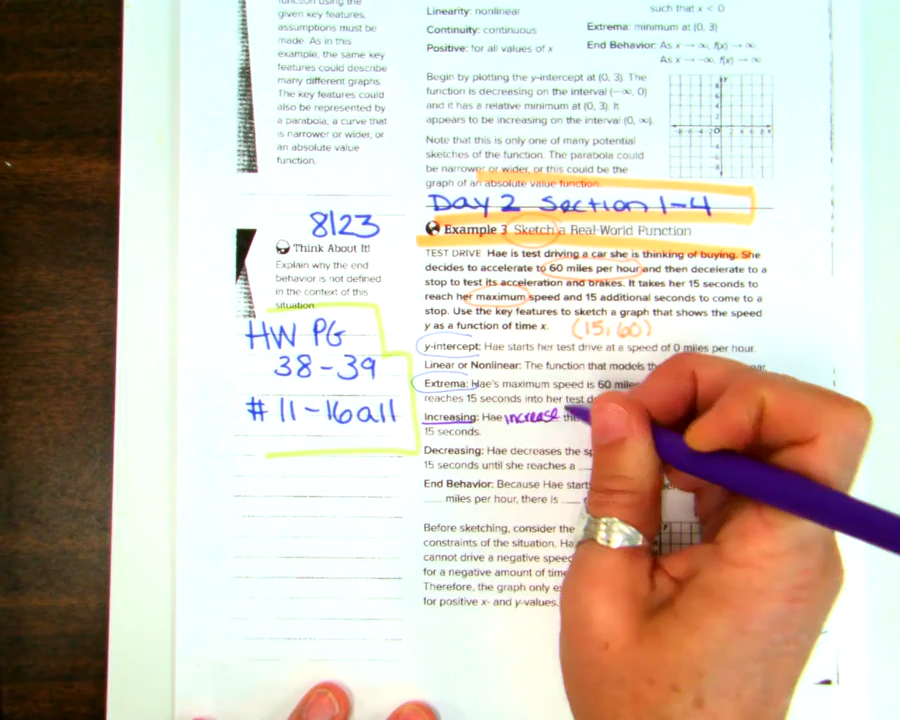 function using the
given key features,
assumptions must be
made. As in this
example, the same key
features could describe
many different graphs.
The key features could
also be represented by
a parabola, a curve that
is narrower or wider, or
an absolute value
function.
such that x < 0
Linearity: nonlinear
Continuity: continuous
Positive: for all values of x
Extrema: minimum at (0, 3)
End Behavior: As x → ∞, f(x) → ∞
As x → −∞, f(x) → ∞
Begin by plotting the y-intercept at (0, 3). The
function is decreasing on the interval (−∞, 0)
and it has a relative minimum at (0, 3). It
appears to be increasing on the interval (0, ∞).
Note that this is only one of many potential
sketches of the function. The parabola could
be narrower or wider, or this could be the
graph of an absolute value function.
Day 2 Section 1-4
8/23
Think About It!
Explain why the end
behavior is not defined
in the context of this
situation.
HW PG
38-39
# 11-16 all
Example 3 Sketch a Real-World Function
TEST DRIVE Hae is test driving a car she is thinking of buying. She
decides to accelerate to 60 miles per hour and then decelerate to a
stop to test its acceleration and brakes. It takes her 15 seconds to
reach her maximum speed and 15 additional seconds to come to a
stop. Use the key features to sketch a graph that shows the speed
y as a function of time x.
(15, 60)
y-intercept: Hae starts her test drive at a speed of 0 miles per hour.
Linear or Nonlinear: The function that models
Extrema: Hae's maximum speed is 60
reaches 15 seconds into her test
Increasing: Hae increase
15 seconds.
Decreasing: Hae decreases the
15 seconds until she reaches a
End Behavior: Because Hae
___ miles per hour, there is ___
Before sketching, consider the
constraints of the situation.
cannot drive a negative speed
for a negative amount of time
Therefore, the graph only
for positive x- and y-values.